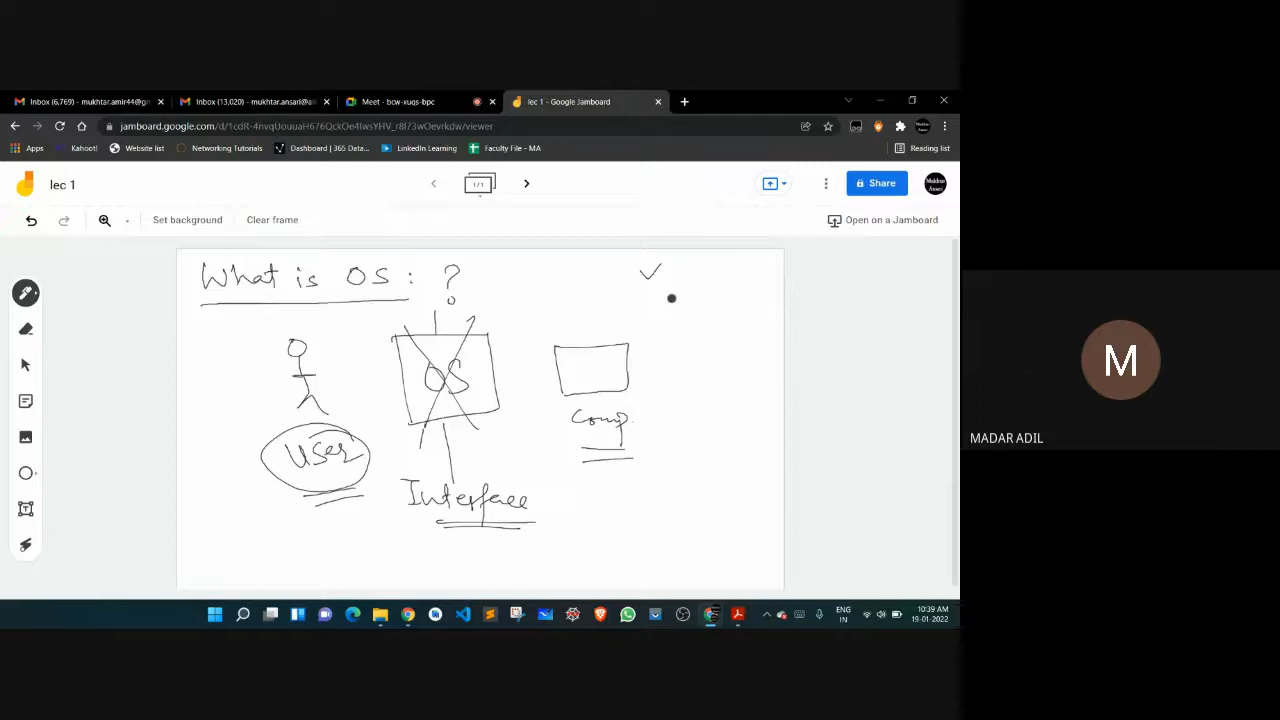 Inbox (6,769) - mukhtar.amir44@gm
Inbox (13,020) - mukhtar.ansari@ai
Meet - bcw-xuqs-bpc
lec 1 - Google Jamboard
jamboard.google.com/d/1cdR-4nvqUouuaH676QckOe4IwsYHV_r8I73wOevrkdw/viewer
Apps
Kahoot!
Website list
Networking Tutorials
Dashboard | 365 Data...
LinkedIn Learning
Faculty File - MA
Reading list
lec 1
1/1
Share
Set background
Clear frame
Open on a Jamboard
What is OS : ?
OS
Comp.
User
Interface
M
MADAR ADIL
ENG
IN
10:39 AM
19-01-2022